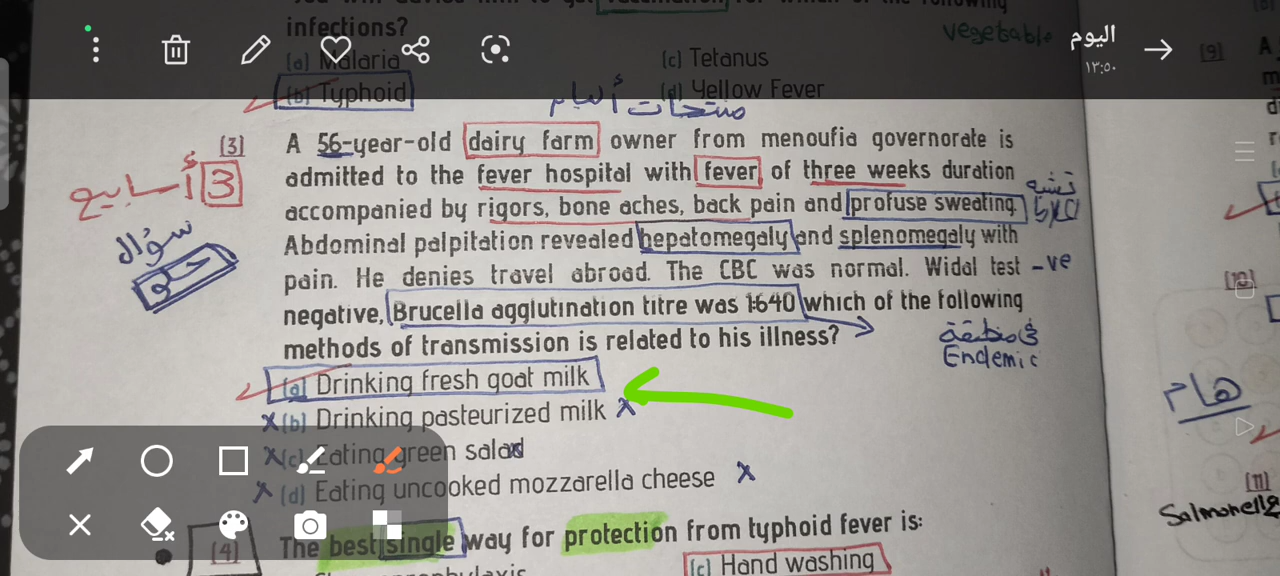 infections?
(a) Malaria
(c) Tetanus
vegetable
اليوم
١٣:٥٠
[9]
(b) Typhoid
(d) Yellow Fever
منتجات ألبان
[3] A 56-year-old dairy farm owner from menoufia governorate is
3 أسابيع
admitted to the fever hospital with fever of three weeks duration
accompanied by rigors, bone aches, back pain and profuse sweating.
سؤال
Abdominal palpitation revealed hepatomegaly and splenomegaly with
pain. He denies travel abroad. The CBC was normal. Widal test -ve
negative, Brucella agglutination titre was 1:640 which of the following
methods of transmission is related to his illness?
Endemic
(a) Drinking fresh goat milk
(b) Drinking pasteurized milk
(c) Eating green salad
(d) Eating uncooked mozzarella cheese
هام
[11]
Salmonella
[4] The best single way for protection from typhoid fever is:
(c) Hand washing